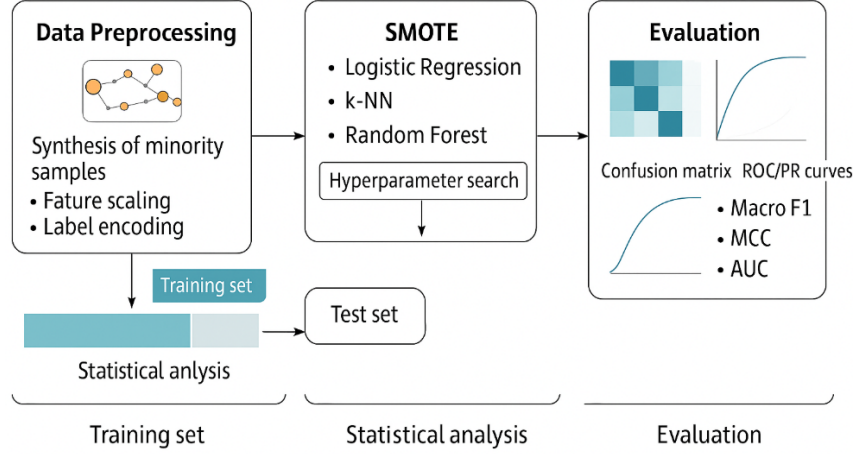 Data Preprocessing
Synthesis of minority
samples
• Fature scaling
• Label encoding
SMOTE
• Logistic Regression
• k-NN
• Random Forest
Hyperparameter search
Evaluation
Confusion matrix
ROC/PR curves
• Macro F1
• MCC
• AUC
Training set
Test set
Statistical anlysis
Training set
Statistical analysis
Evaluation